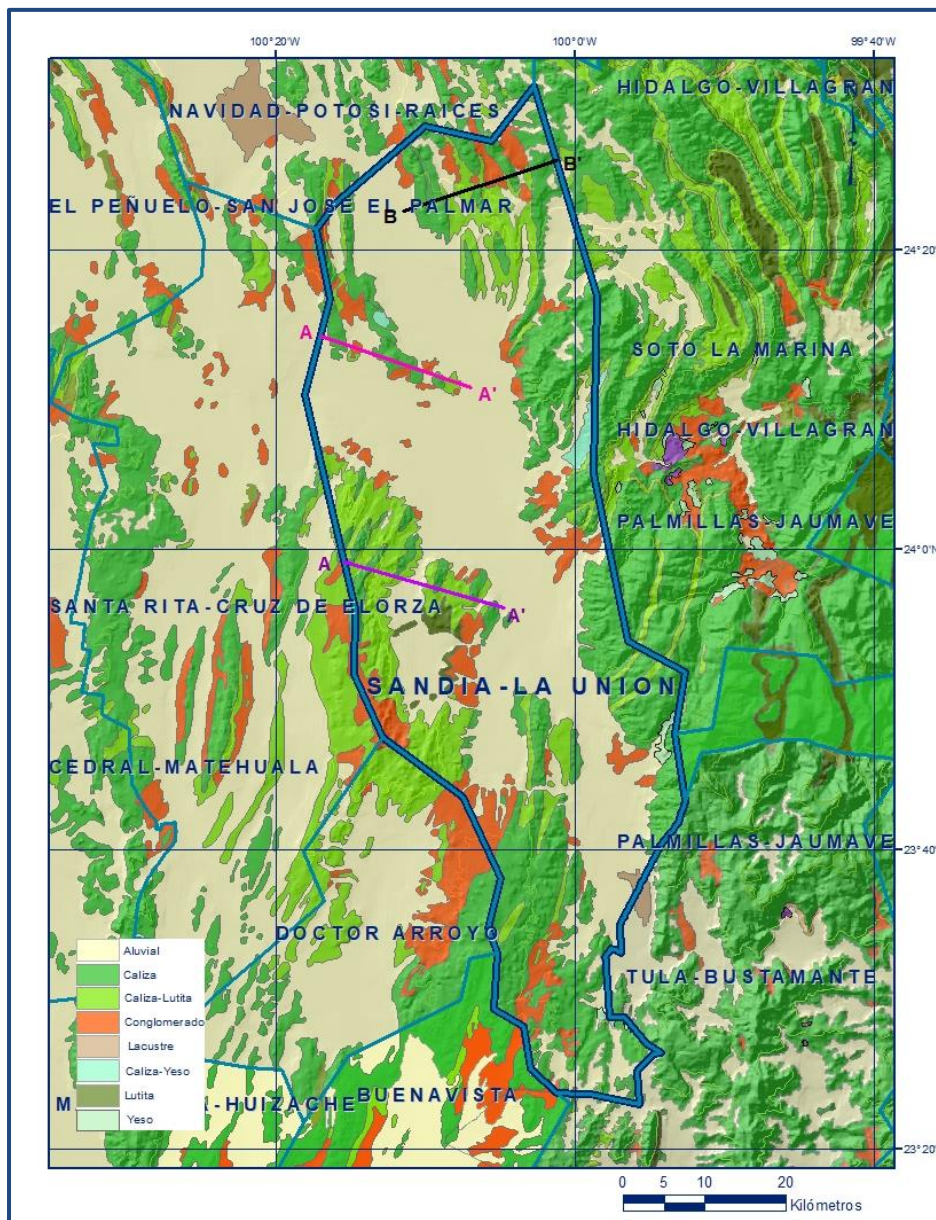 100°20'W 100°0'W 99°40'W
HIDALGO-VILLAGRAN
NAVIDAD-POTOSI-RAICES
B'
EL PEÑUELO-SAN JOSE EL PALMAR
B
24°20'
A
SOTO LA MARINA
A'
HIDALGO-VILLAGRAN
PALMILLAS-JAUMAVE
24°0'
A
A'
SANTA RITA-CRUZ DE ELORZA
SANDIA-LA UNION
CEDRAL-MATEHUALA
PALMILLAS-JAUMAVE
23°40'
DOCTOR ARROYO
TULA-BUSTAMANTE
Aluvial
Caliza
Caliza-Lutita
Conglomerado
Lacustre
Caliza-Yeso
Lutita
Yeso
BUENAVISTA
R-HUIZACHE
23°20'
0 5 10 20
Kilómetros